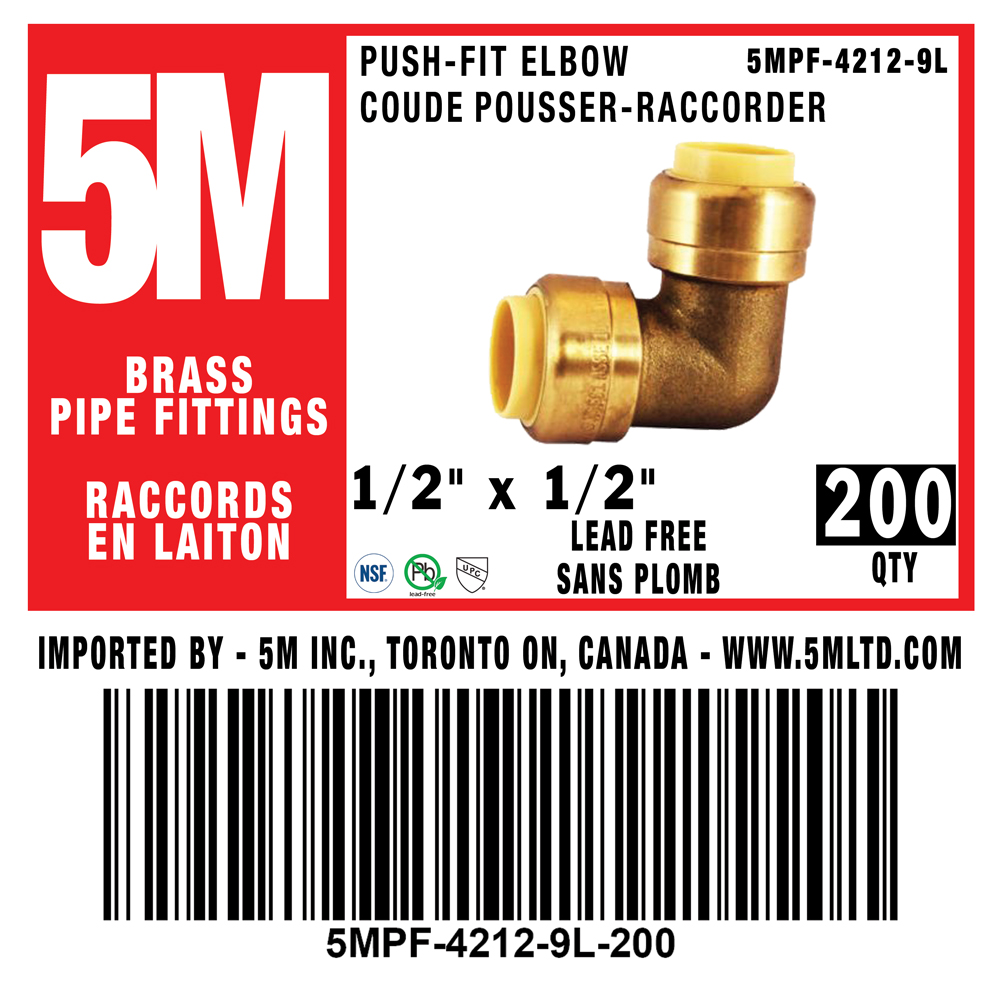 5M
BRASS
PIPE FITTINGS
RACCORDS
EN LAITON
PUSH-FIT ELBOW 5MPF-4212-9L
COUDE POUSSER-RACCORDER
1/2" x 1/2"
LEAD FREE
SANS PLOMB
NSF
Pb
lead-free
UPC
200
QTY
IMPORTED BY - 5M INC., TORONTO ON, CANADA - WWW.5MLTD.COM
5MPF-4212-9L-200